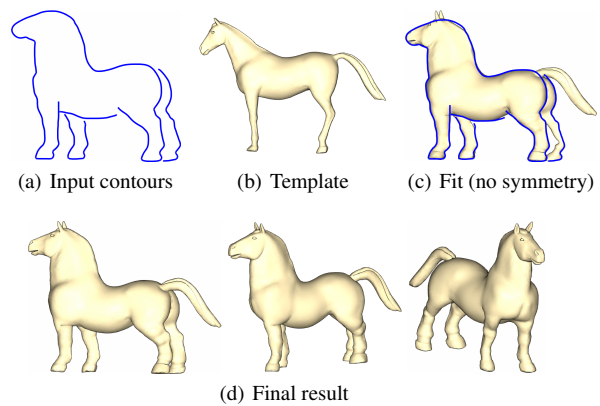 (a) Input contours
(b) Template
(c) Fit (no symmetry)
(d) Final result